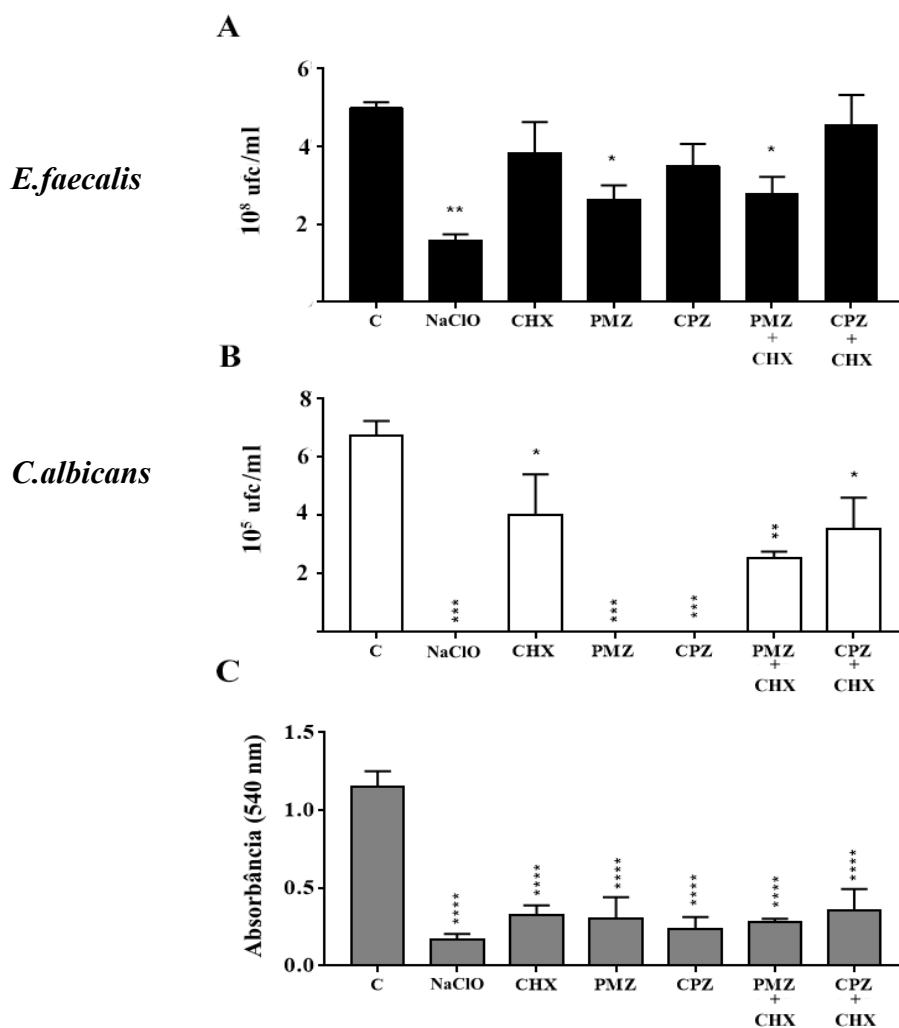 A
E.faecalis
10⁸ ufc/ml
6
4
2
*
**
*
C
NaClO
CHX
PMZ
CPZ
PMZ
+
CHX
CPZ
+
CHX
B
C.albicans
10⁵ ufc/ml
8
6
4
2
***
*
***
***
**
*
C
NaClO
CHX
PMZ
CPZ
PMZ
+
CHX
CPZ
+
CHX
C
Absorbância (540 nm)
1.5
1.0
0.5
0.0
****
****
****
****
****
****
C
NaClO
CHX
PMZ
CPZ
PMZ
+
CHX
CPZ
+
CHX